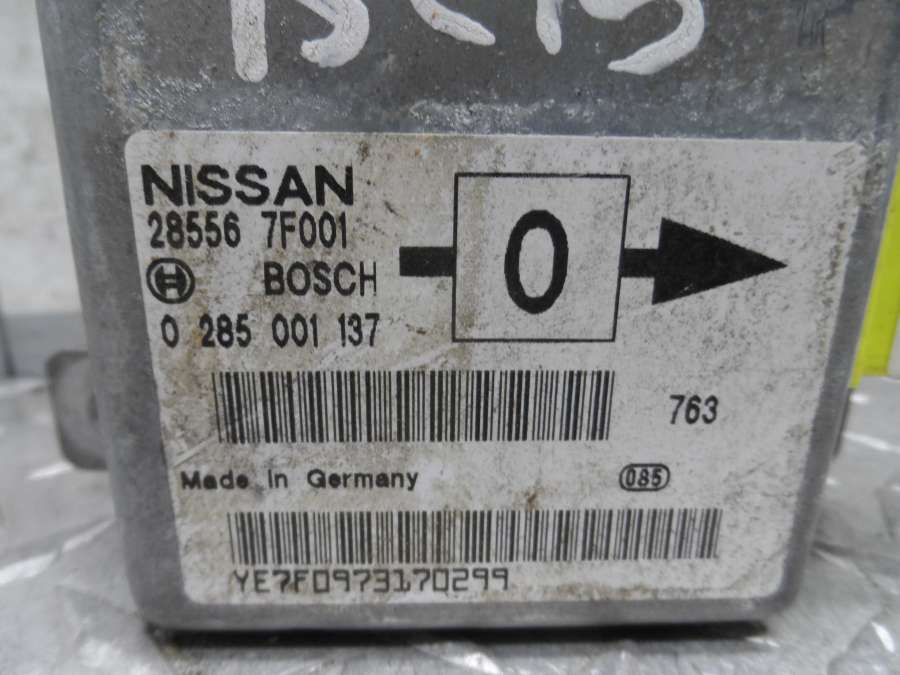 NISSAN
28556 7F001
BOSCH
0 285 001 137
0
763
Made in Germany
085
YE7F0973170299